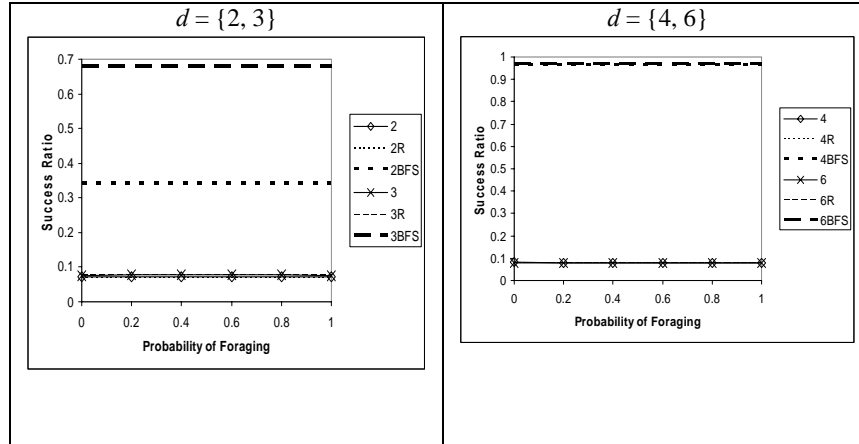 d = {2, 3}
0.7
0.6
0.5
0.4
0.3
0.2
0.1
0
Success Ratio
0 0.2 0.4 0.6 0.8 1
Probability of Foraging
2
2R
2BFS
3
3R
3BFS
d = {4, 6}
1
0.9
0.8
0.7
0.6
0.5
0.4
0.3
0.2
0.1
0
Success Ratio
0 0.2 0.4 0.6 0.8 1
Probability of Foraging
4
4R
4BFS
6
6R
6BFS